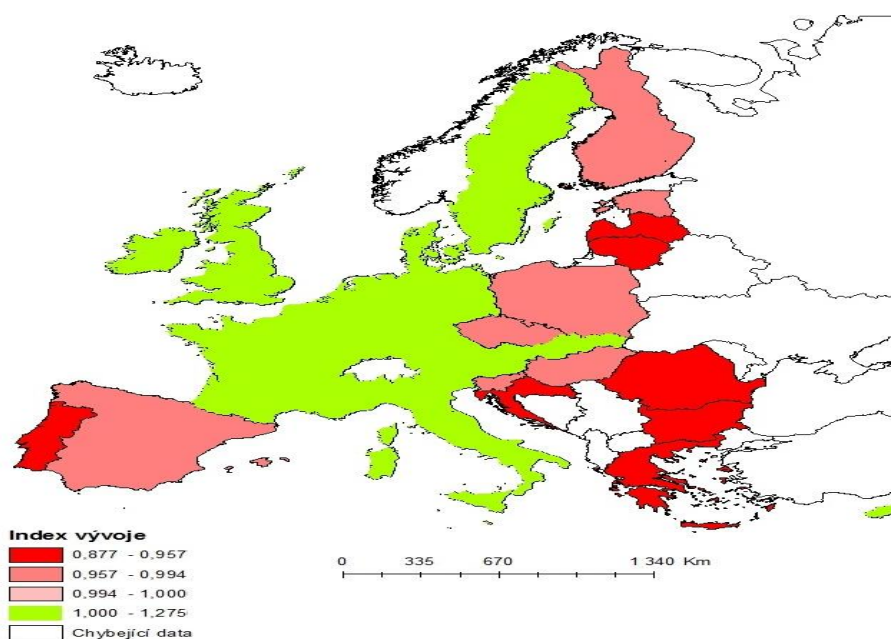 Index vývoje
0,877 - 0,957
0,957 - 0,994
0,994 - 1,000
1,000 - 1,275
Chybející data
0 335 670 1 340 Km